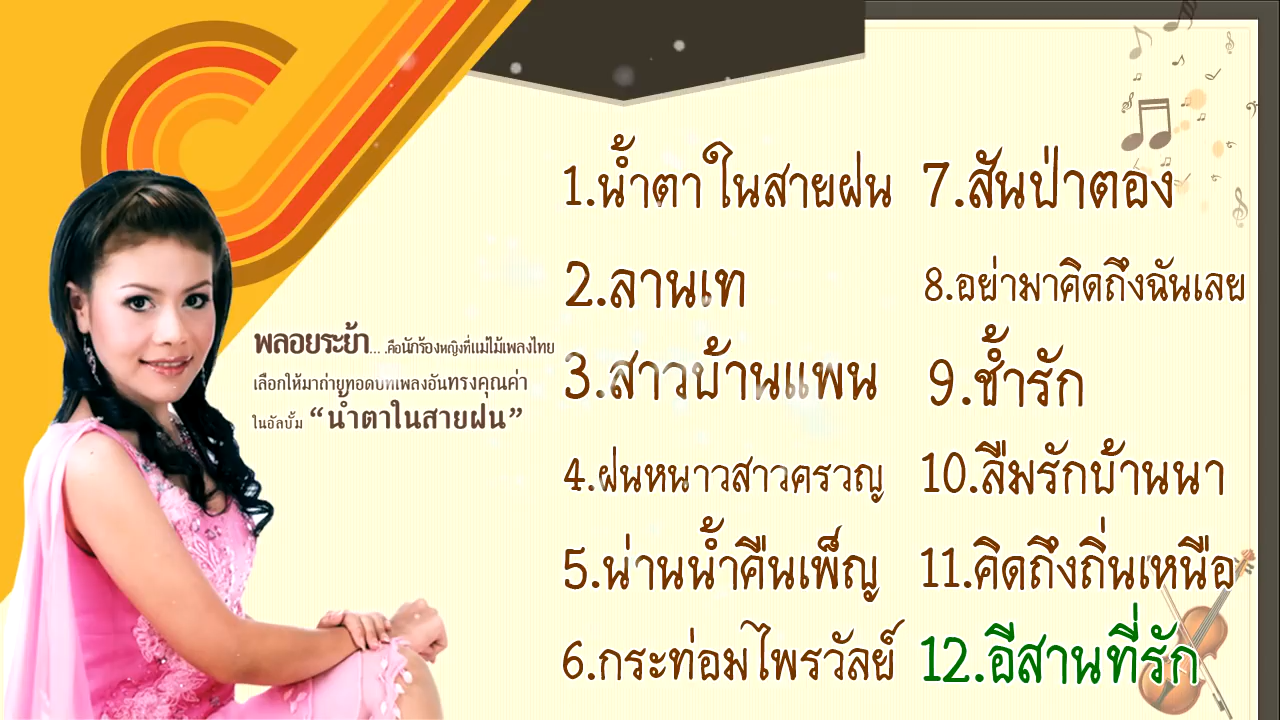 พลอยระย้า... .คือนักร้องหญิงที่แม่ไม้เพลงไทย
เลือกให้มาถ่ายทอดบทเพลงอันทรงคุณค่า
ในอัลบั้ม “น้ำตาในสายฝน”
1.น้ำตาในสายฝน
2.ลานเท
3.สาวบ้านแพน
4.ฝนหนาวสาวครวญ
5.น่านน้ำคืนเพ็ญ
6.กระท่อมไพรวัลย์
7.สันป่าตอง
8.อย่ามาคิดถึงฉันเลย
9.ช้ำรัก
10.ลืมรักบ้านนา
11.คิดถึงถิ่นเหนือ
12.อีสานที่รัก